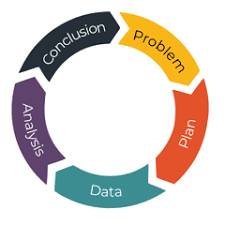 Problem
Plan
Data
Analysis
Conclusion